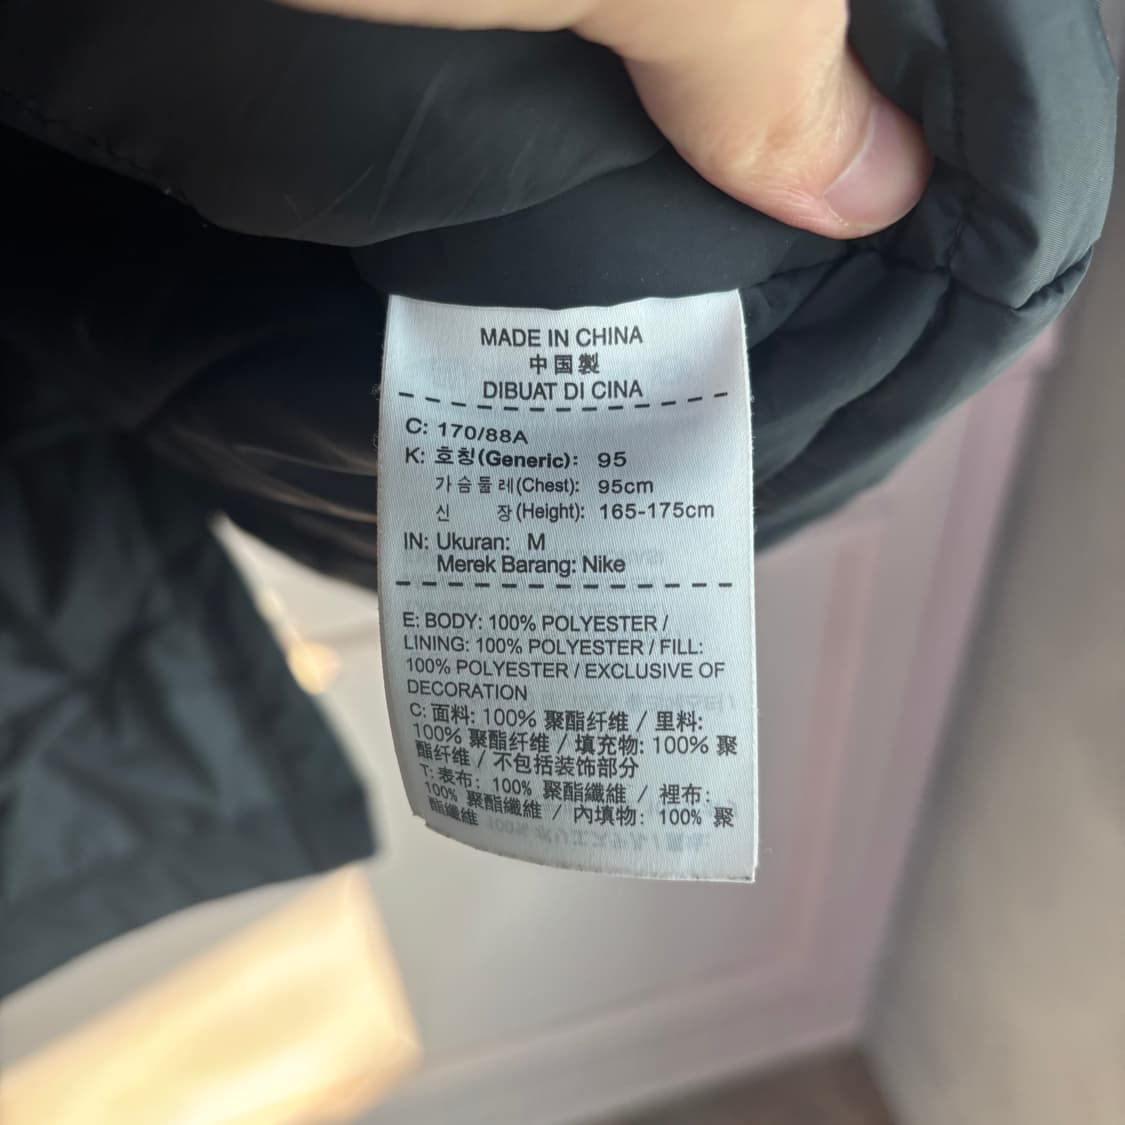 MADE IN CHINA
中国製
DIBUAT DI CINA
C: 170/88A
K: 호칭(Generic): 95
가슴둘레(Chest): 95cm
신 장(Height): 165-175cm
IN: Ukuran: M
Merek Barang: Nike
E: BODY: 100% POLYESTER /
LINING: 100% POLYESTER / FILL:
100% POLYESTER / EXCLUSIVE OF
DECORATION
C: 面料: 100% 聚酯纤维 / 里料:
100% 聚酯纤维 / 填充物: 100% 聚
酯纤维 / 不包括装饰部分
T: 表布: 100% 聚酯纖維 / 裡布:
100% 聚酯纖維 / 內填物: 100% 聚
酯纖維